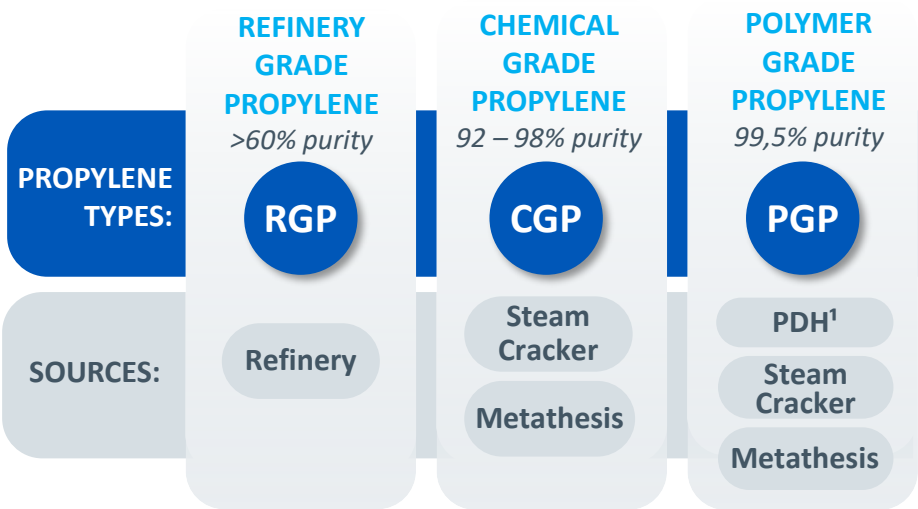 REFINERY
GRADE
PROPYLENE
>60% purity
CHEMICAL
GRADE
PROPYLENE
92 – 98% purity
POLYMER
GRADE
PROPYLENE
99,5% purity
PROPYLENE
TYPES:
RGP
CGP
PGP
SOURCES:
Refinery
Steam
Cracker
Metathesis
PDH¹
Steam
Cracker
Metathesis